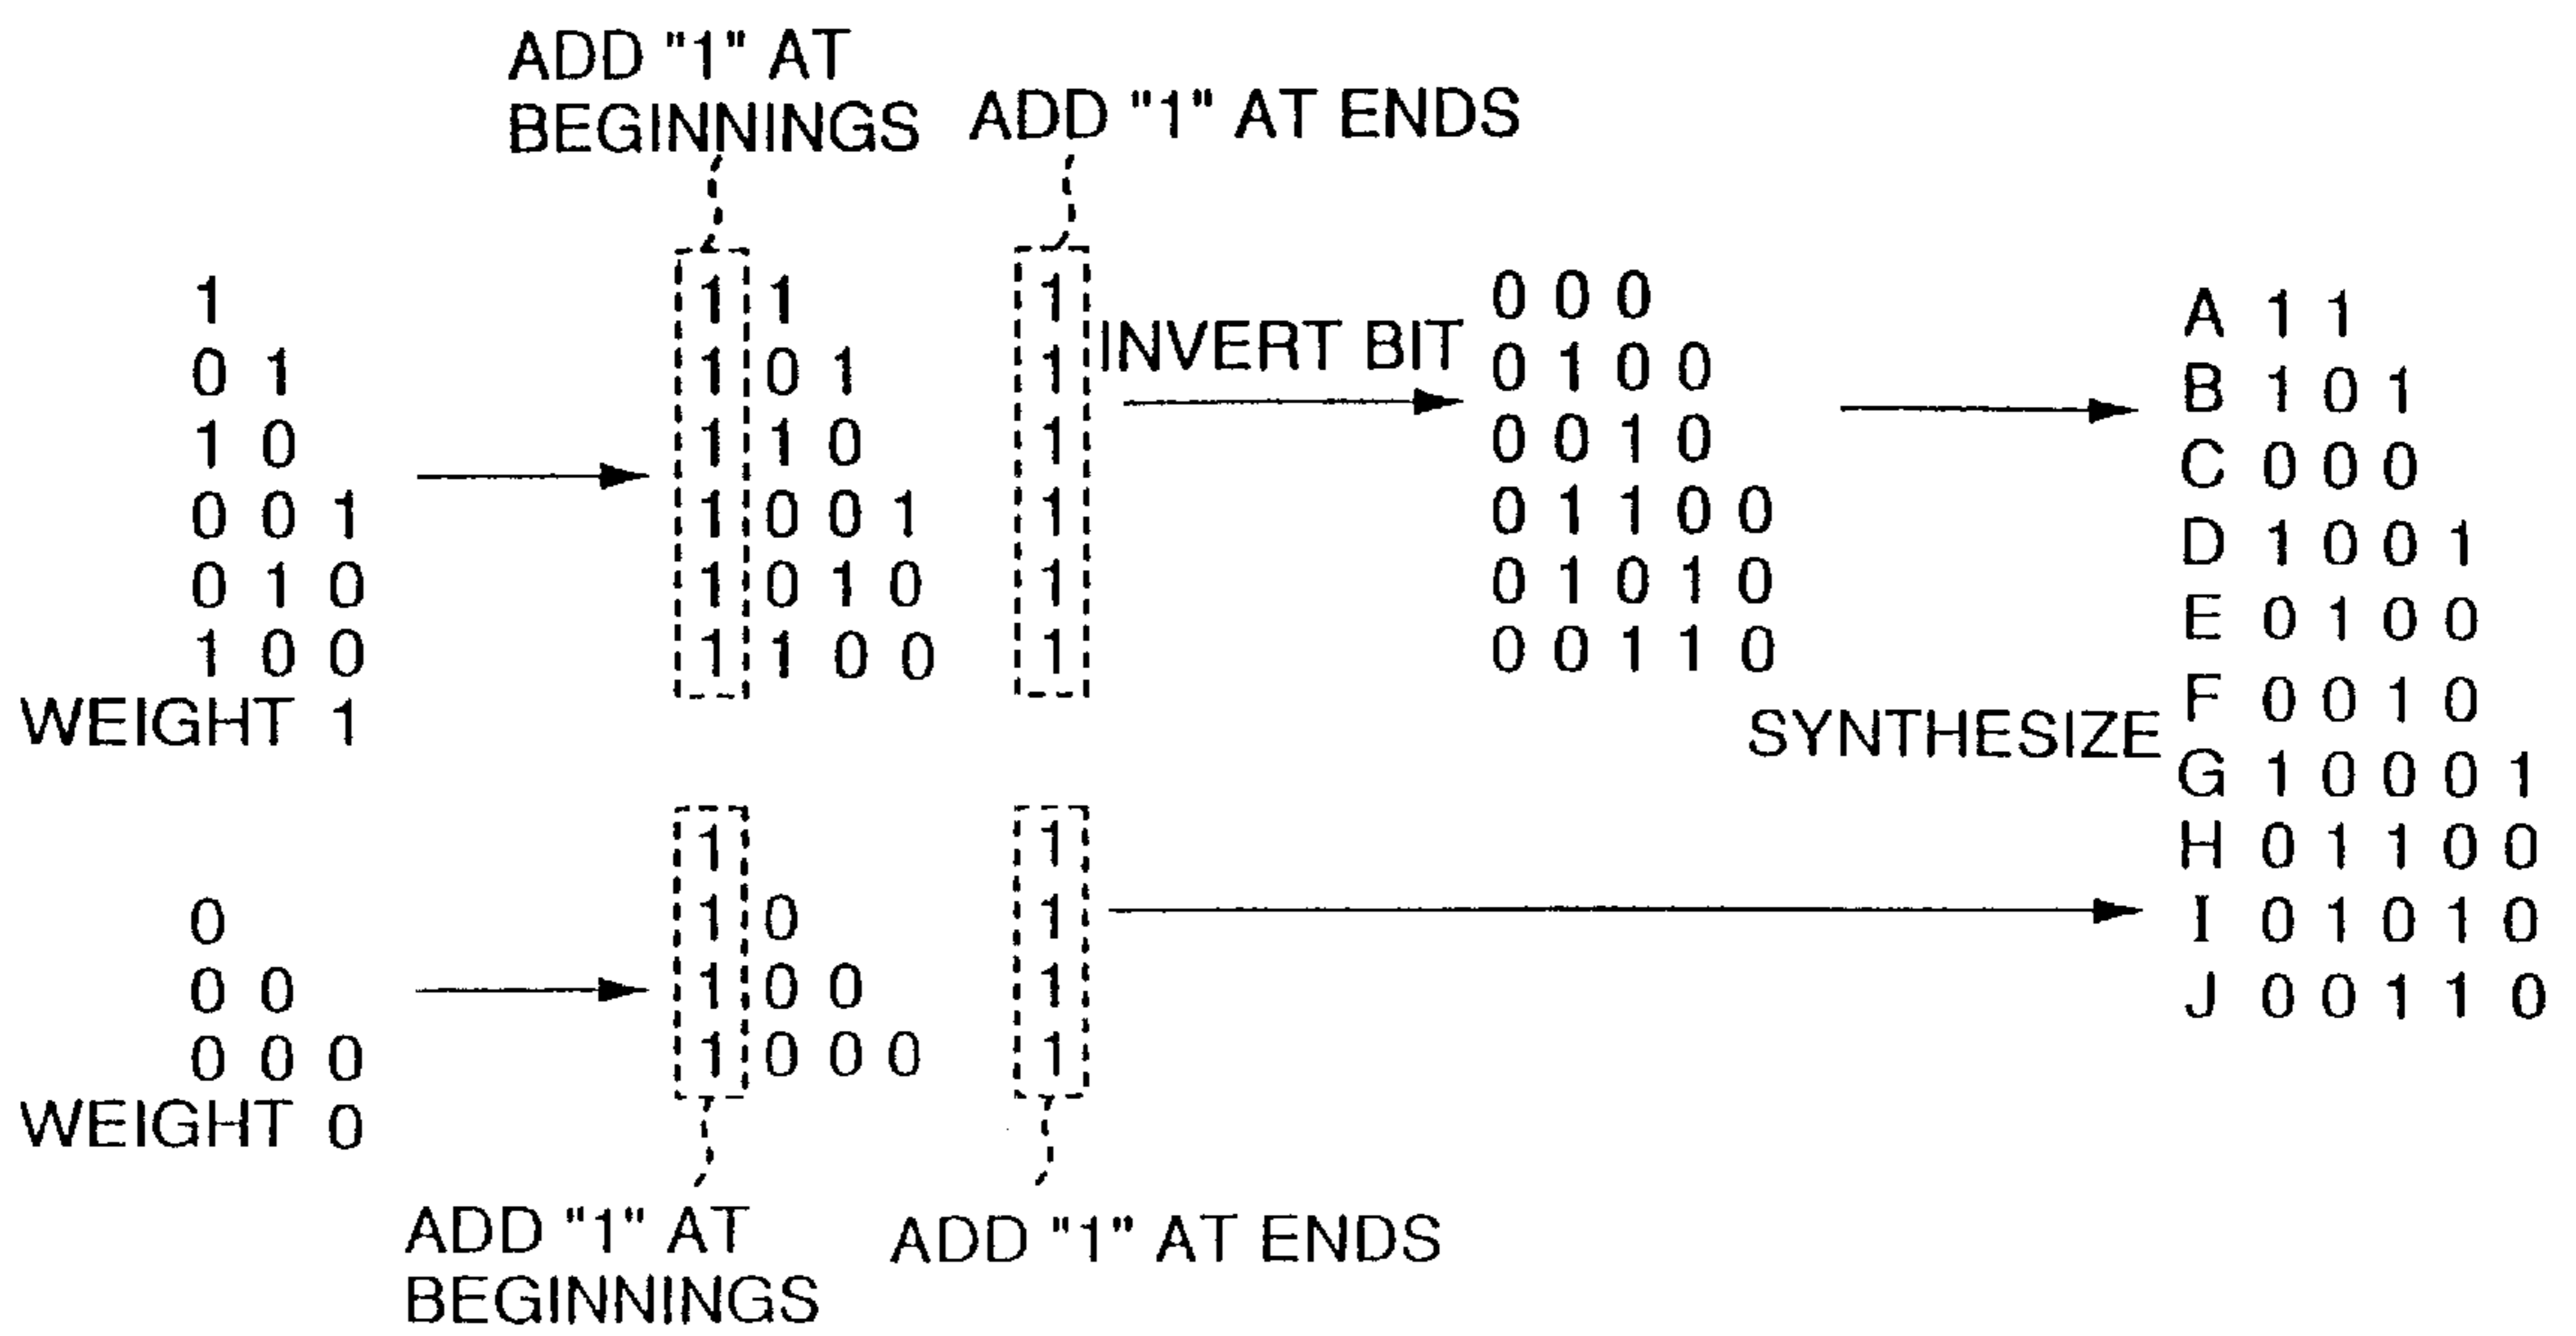 ADD "1" AT
BEGINNINGS
ADD "1" AT ENDS
1
0 1
1 0
0 0 1
0 1 0
1 0 0
WEIGHT 1
1 1 1
1 0 1 1
1 1 0 1
1 0 0 1 1
1 0 1 0 1
1 1 0 0 1
INVERT BIT
0 0 0
0 1 0 0
0 0 1 0
0 1 1 0 0
0 1 0 1 0
0 0 1 1 0
SYNTHESIZE
A 1 1
B 1 0 1
C 0 0 0
D 1 0 0 1
E 0 1 0 0
F 0 0 1 0
G 1 0 0 0 1
H 0 1 1 0 0
I 0 1 0 1 0
J 0 0 1 1 0
0
0 0
0 0 0
WEIGHT 0
1 1
1 0 1
1 0 0 1
1 0 0 0 1
ADD "1" AT
BEGINNINGS
ADD "1" AT ENDS